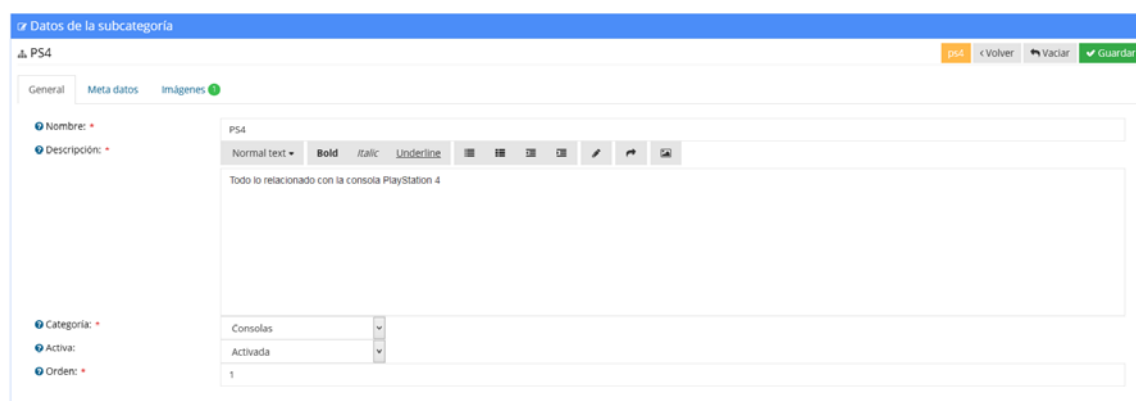 Datos de la subcategoría
PS4 ps4 Volver Vaciar Guardar
General Meta datos Imágenes 1
Nombre: * PS4
Descripción: * Normal text Bold Italic Underline
Todo lo relacionado con la consola PlayStation 4
Categoría: * Consolas
Activa: Activada
Orden: * 1